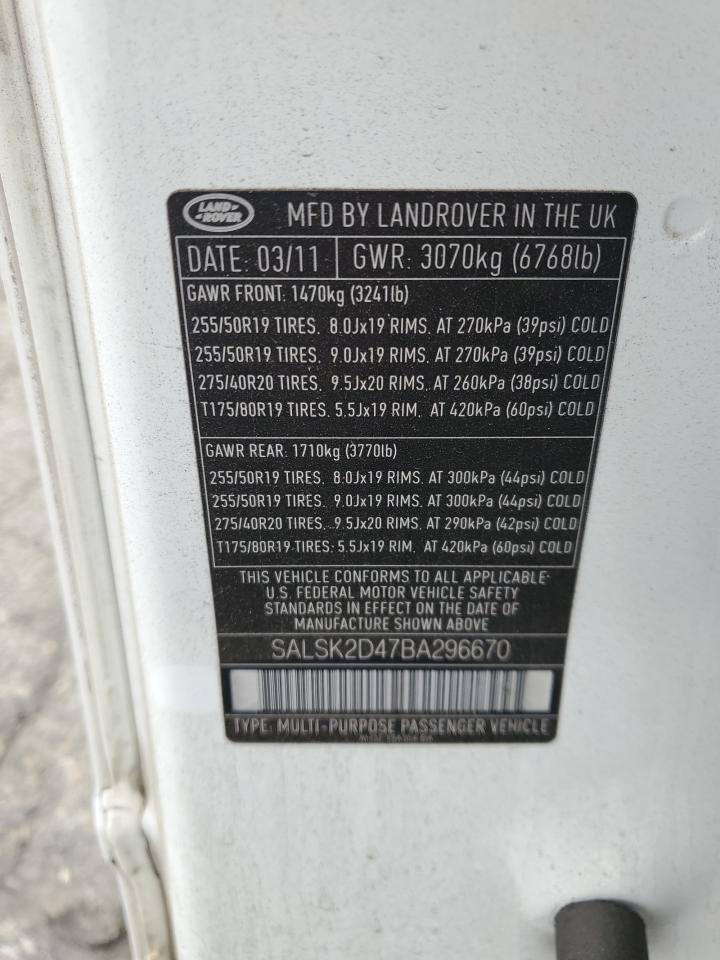 LAND-
-ROVER
MFD BY LANDROVER IN THE UK
DATE: 03/11 GWR: 3070kg (6768lb)
GAWR FRONT: 1470kg (3241lb)
255/50R19 TIRES, 8.0Jx19 RIMS, AT 270kPa (39psi) COLD
255/50R19 TIRES, 9.0Jx19 RIMS, AT 270kPa (39psi) COLD
275/40R20 TIRES, 9.5Jx20 RIMS, AT 260kPa (38psi) COLD
T175/80R19 TIRES: 5.5Jx19 RIM, AT 420kPa (60psi) COLD
GAWR REAR: 1710kg (3770lb)
255/50R19 TIRES, 8.0Jx19 RIMS, AT 300kPa (44psi) COLD
255/50R19 TIRES, 9.0Jx19 RIMS, AT 300kPa (44psi) COLD
275/40R20 TIRES, 9.5Jx20 RIMS, AT 290kPa (42psi) COLD
T175/80R19 TIRES: 5.5Jx19 RIM, AT 420kPa (60psi) COLD
THIS VEHICLE CONFORMS TO ALL APPLICABLE
U.S. FEDERAL MOTOR VEHICLE SAFETY
STANDARDS IN EFFECT ON THE DATE OF
MANUFACTURE SHOWN ABOVE
SALSK2D47BA296670
TYPE: MULTI-PURPOSE PASSENGER VEHICLE